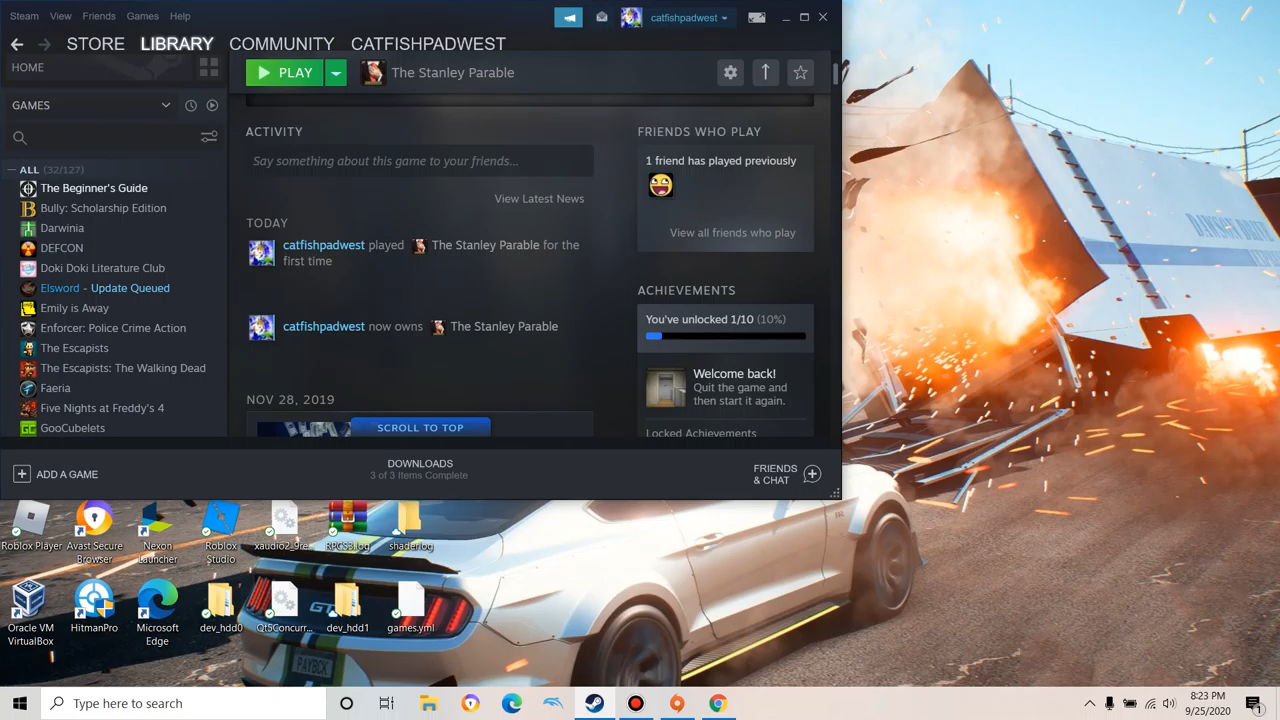 Steam View Friends Games Help
catfishpadwest
STORE LIBRARY COMMUNITY CATFISHPADWEST
HOME
PLAY
The Stanley Parable
GAMES
ALL (32/127)
The Beginner's Guide
Bully: Scholarship Edition
Darwinia
DEFCON
Doki Doki Literature Club
Elsword - Update Queued
Emily is Away
Enforcer: Police Crime Action
The Escapists
The Escapists: The Walking Dead
Faeria
Five Nights at Freddy's 4
GooCubelets
ACTIVITY
Say something about this game to your friends...
View Latest News
TODAY
catfishpadwest played The Stanley Parable for the
first time
catfishpadwest now owns The Stanley Parable
NOV 28, 2019
SCROLL TO TOP
FRIENDS WHO PLAY
1 friend has played previously
View all friends who play
ACHIEVEMENTS
You've unlocked 1/10 (10%)
Welcome back!
Quit the game and
then start it again.
Locked Achievements
ADD A GAME
DOWNLOADS
3 of 3 Items Complete
FRIENDS
& CHAT
Roblox Player
Avast Secure
Browser
Nexon
Launcher
Roblox
Studio
xaudio2_9re...
RPCS3.log
shaderlog
Oracle VM
VirtualBox
HitmanPro
Microsoft
Edge
dev_hdd0
Qt5Concurr...
dev_hdd1
games.yml
GT
PAYBCK
Type here to search
8:23 PM
9/25/2020
1